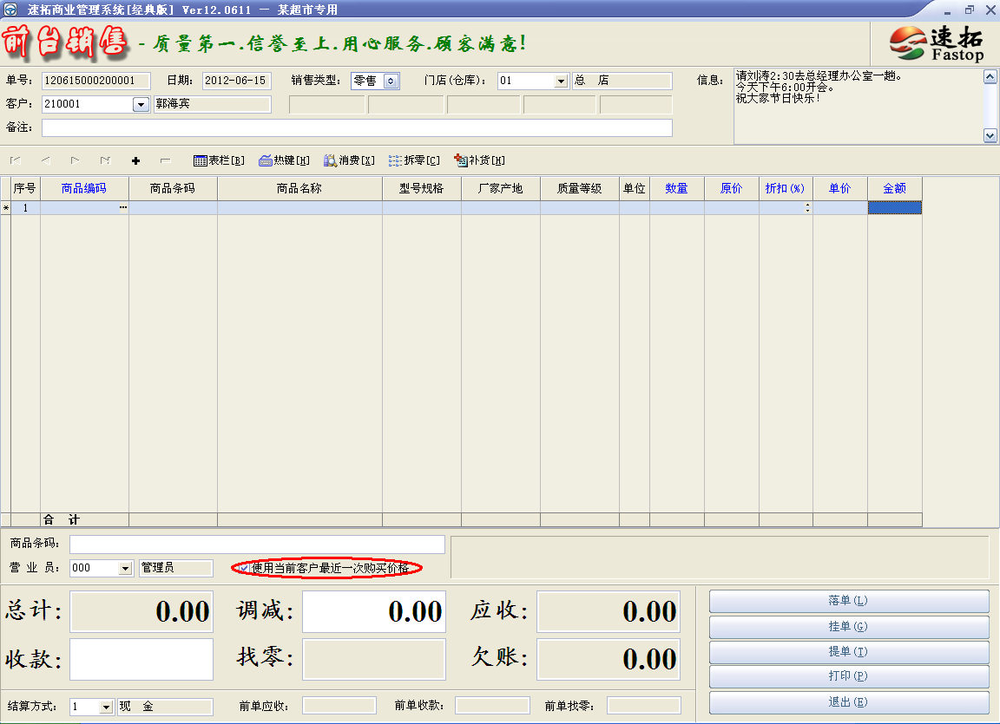 速拓商业管理系统[经典版] Ver12.0611 — 某超市专用
前台销售 - 质量第一.信誉至上.用心服务.顾客满意!
速拓 Fastop
单号: 120615000200001 日期: 2012-06-15 销售类型: 零售 门店(仓库): 01 总 店 信息:
请刘涛2:30去总经理办公室一趟。
今天下午6:00开会。
祝大家节日快乐!
客户: 210001 郭海宾
备注:
表栏[B] 热键[H] 消费[X] 拆零[C] 补货[H]
序号 商品编码 商品条码 商品名称 型号规格 厂家产地 质量等级 单位 数量 原价 折扣(%) 单价 金额
* 1 ...
合 计
商品条码:
营 业 员: 000 管理员 使用当前客户最近一次购买价格
总计: 0.00 调减: 0.00 应收: 0.00
收款: 找零: 欠账: 0.00
结算方式: 1 现 金 前单应收: 前单收款: 前单找零:
落单(L)
挂单(G)
提单(T)
打印(P)
退出(E)